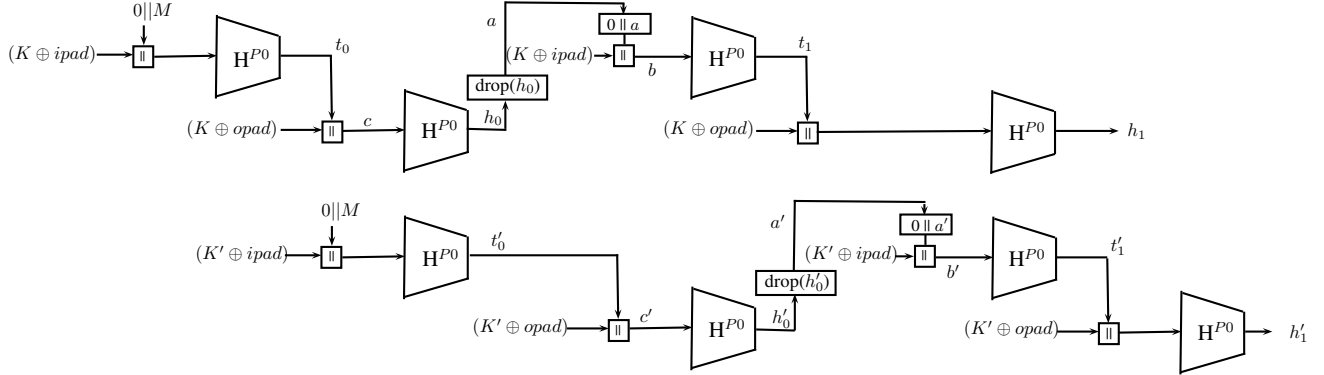 0||M
a
0 || a
(K ⊕ ipad)
||
H^{P0}
t_0
drop(h_0)
(K ⊕ ipad)
||
b
H^{P0}
t_1
(K ⊕ opad)
||
c
H^{P0}
h_0
(K ⊕ opad)
||
H^{P0}
h_1
0||M
a′
0 || a′
(K′ ⊕ ipad)
||
H^{P0}
t′_0
drop(h′_0)
(K′ ⊕ ipad)
||
b′
H^{P0}
t′_1
(K′ ⊕ opad)
||
c′
H^{P0}
h′_0
(K′ ⊕ opad)
||
H^{P0}
h′_1